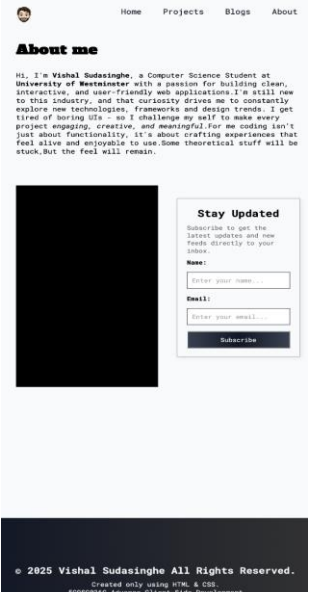 Home Projects Blogs About
About me
Hi, I'm Vishal Sudasinghe, a Computer Science Student at
University of Westminster with a passion for building clean,
interactive, and user-friendly web applications.I'm still new
to this industry, and that curiosity drives me to constantly
explore new technologies, frameworks and design trends. I get
tired of boring UIs - so I challenge my self to make every
project engaging, creative, and meaningful.For me coding isn't
just about functionality, it's about crafting experiences that
feel alive and enjoyable to use.Some theoretical stuff will be
stuck,But the feel will remain.
Stay Updated
Subscribe to get the
latest updates and new
feeds directly to your
inbox.
Name:
Enter your name...
Email:
Enter your email...
Subscribe
© 2025 Vishal Sudasinghe All Rights Reserved.
Created only using HTML & CSS.
Client-Side Development